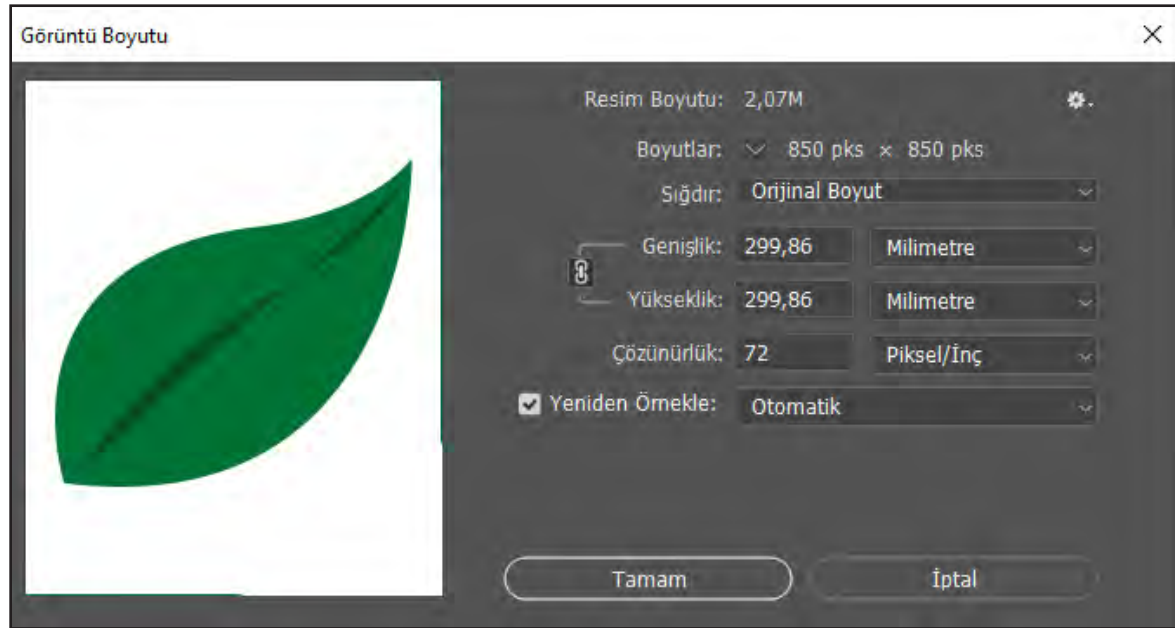 Görüntü Boyutu
Resim Boyutu: 2,07M
Boyutlar: 850 pks × 850 pks
Sığdır: Orijinal Boyut
Genişlik: 299,86 Milimetre
Yükseklik: 299,86 Milimetre
Çözünürlük: 72 Piksel/İnç
Yeniden Örnekle: Otomatik
Tamam İptal